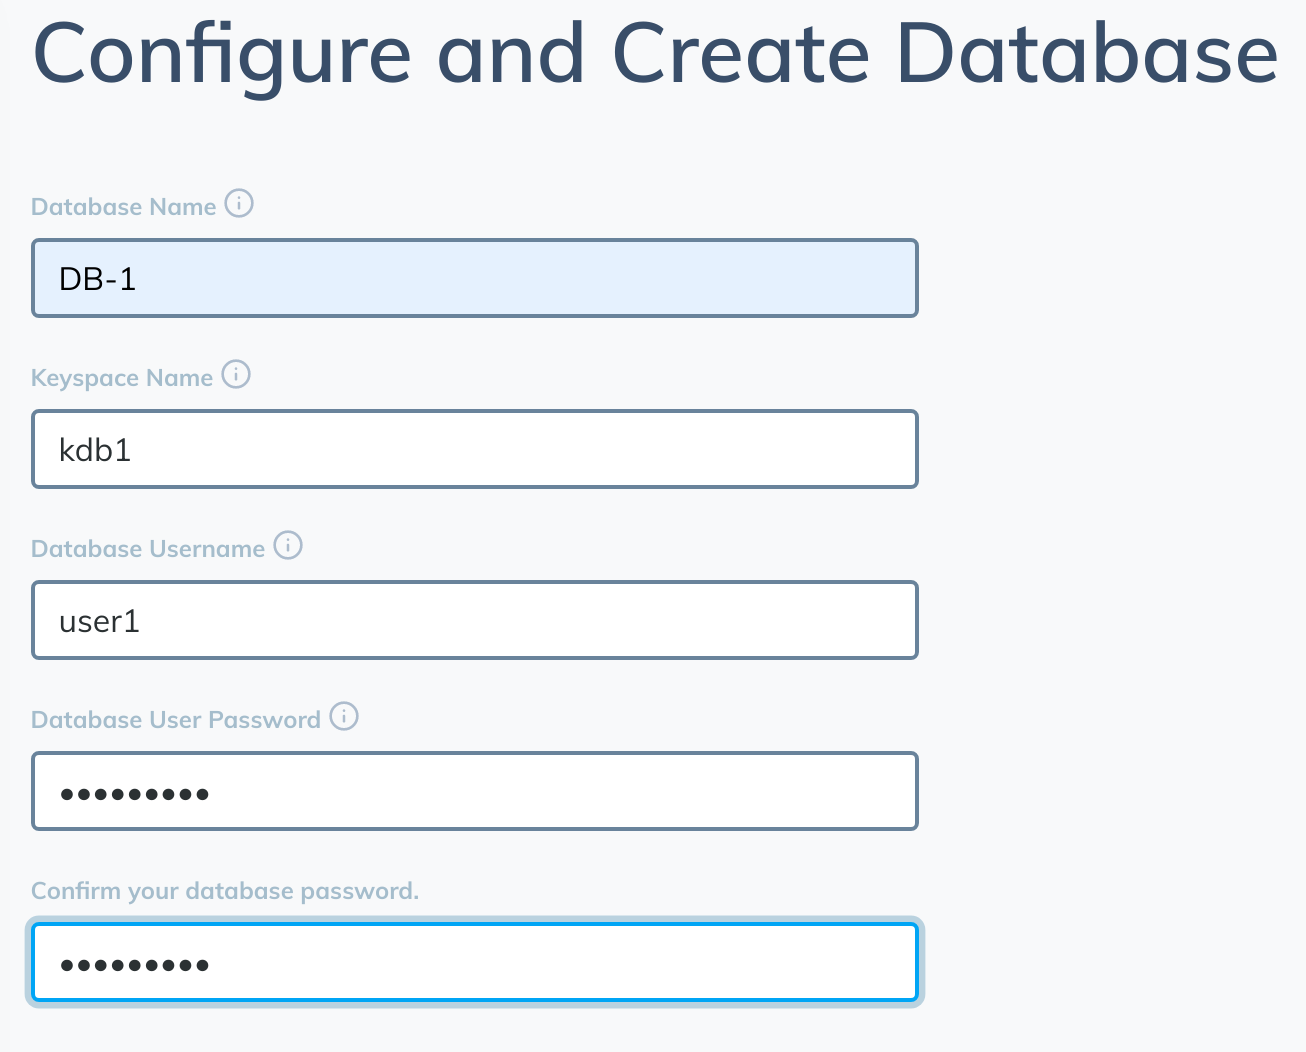 Configure and Create Database
Database Name
DB-1
Keyspace Name
kdb1
Database Username
user1
Database User Password
•••••••••
Confirm your database password.
•••••••••